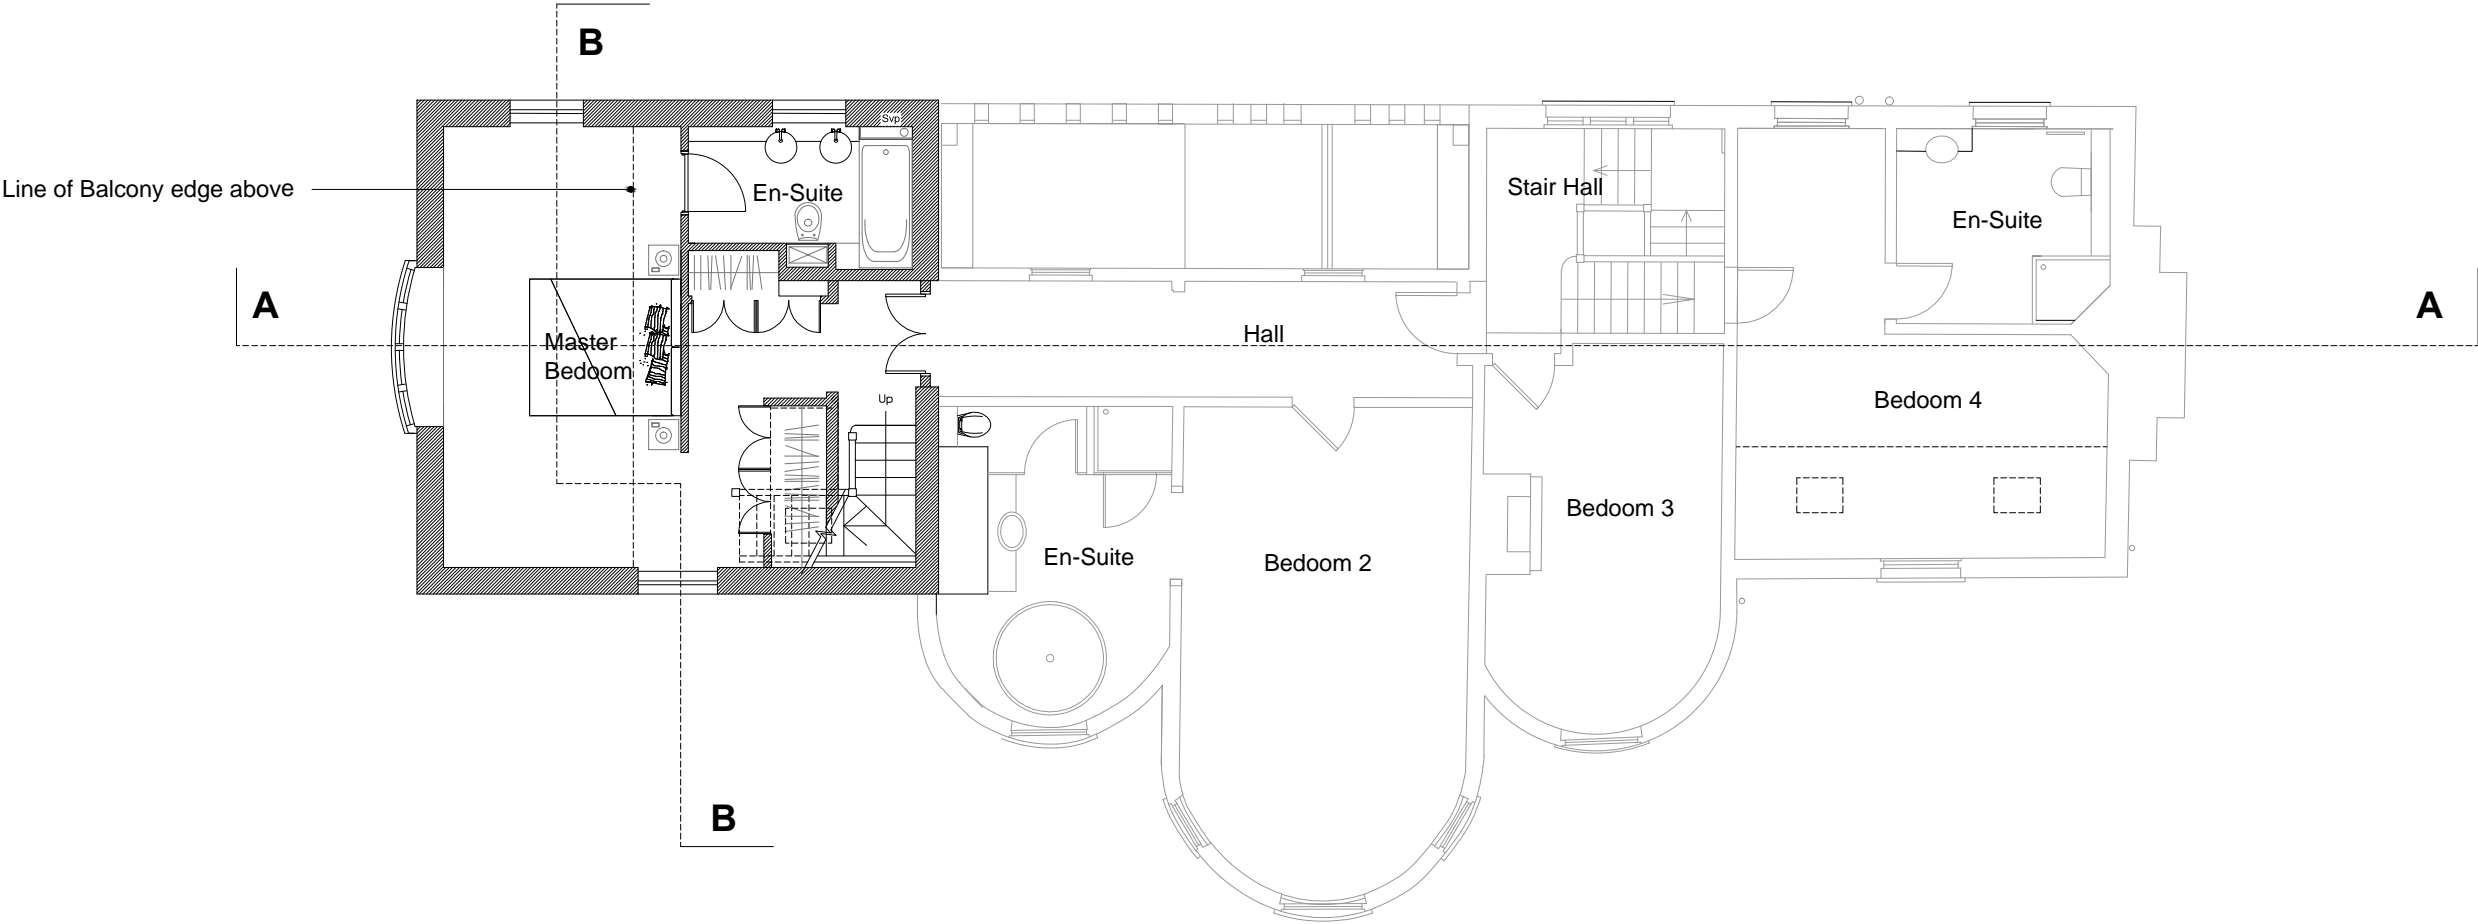 B
Svp
Line of Balcony edge above
En-Suite
Stair Hall
En-Suite
A
A
Hall
Master
Bedoom
Up
Bedoom 4
Bedoom 3
En-Suite
Bedoom 2
B